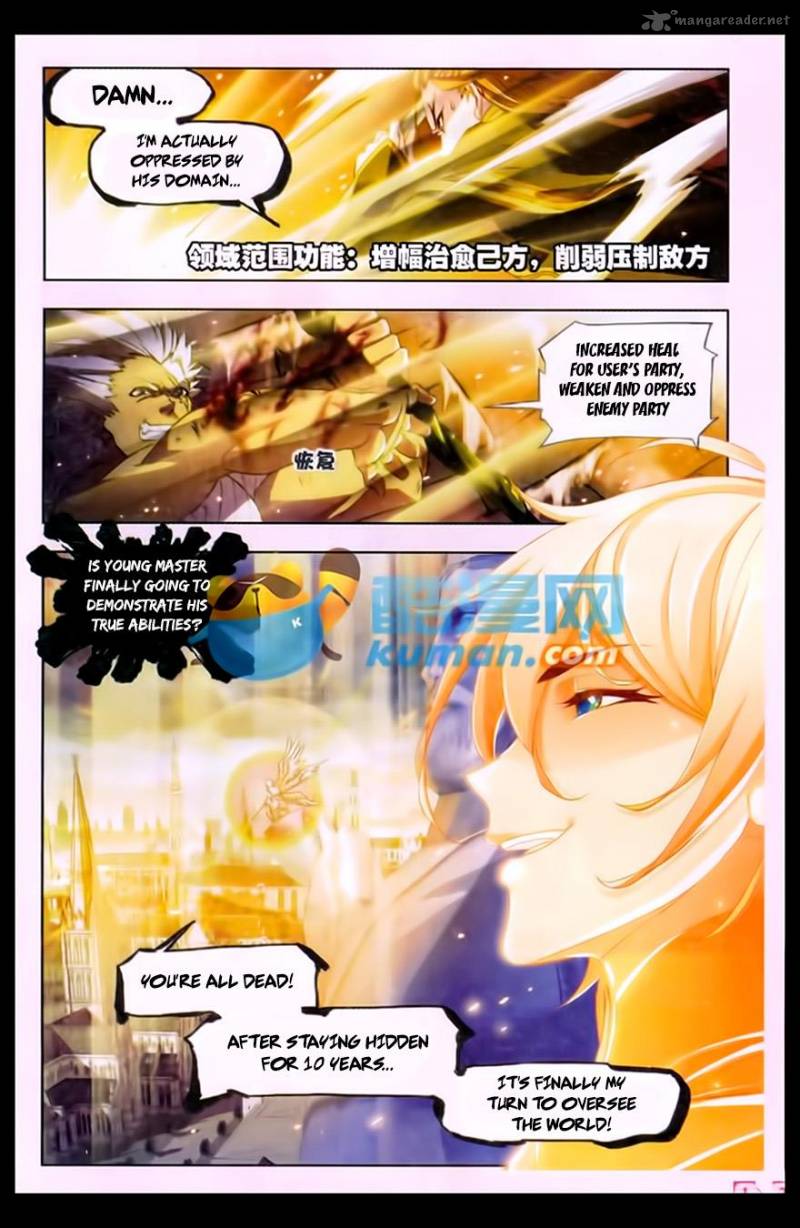 mangareader.net
DAMN...
I'M ACTUALLY
OPPRESSED BY
HIS DOMAIN...
领域范围功能：增幅治愈己方，削弱压制敌方
INCREASED HEAL
FOR USER'S PARTY,
WEAKEN AND OPPRESS
ENEMY PARTY
恢复
IS YOUNG MASTER
FINALLY GOING TO
DEMONSTRATE HIS
TRUE ABILITIES?
K
酷漫网
kuman.com
YOU'RE ALL DEAD!
AFTER STAYING HIDDEN
FOR 10 YEARS...
IT'S FINALLY MY
TURN TO OVERSEE
THE WORLD!